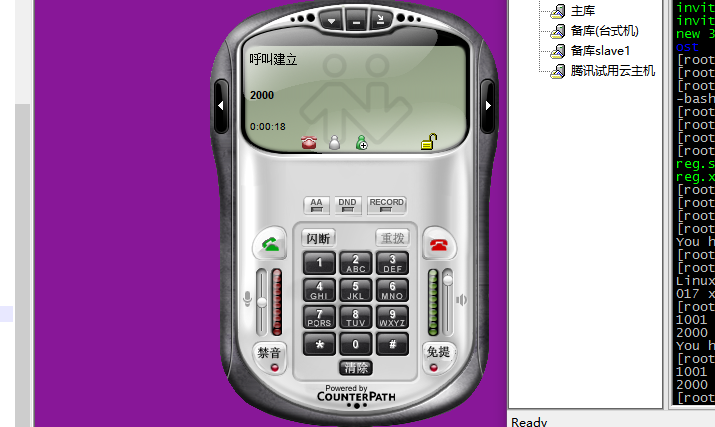 呼叫建立
2000
0:00:18
AA
DND
RECORD
闪断
重拨
1
2
ABC
3
DEF
4
GHI
5
JKL
6
MNO
7
PQRS
8
TUV
9
WXYZ
*
0
#
禁音
免提
清除
Powered by
COUNTERPATH
主库
备库(台式机)
备库slave1
腾讯试用云主机
Ready
invit
invit
new 3
ost
[root
[root
[root
-bash
[root
[root
[root
[root
reg.s
reg.x
[root
[root
[root
[root
You h
[root
[root
Linux
017 x
[root
1001
2000
You h
[root
1001
2000
[root